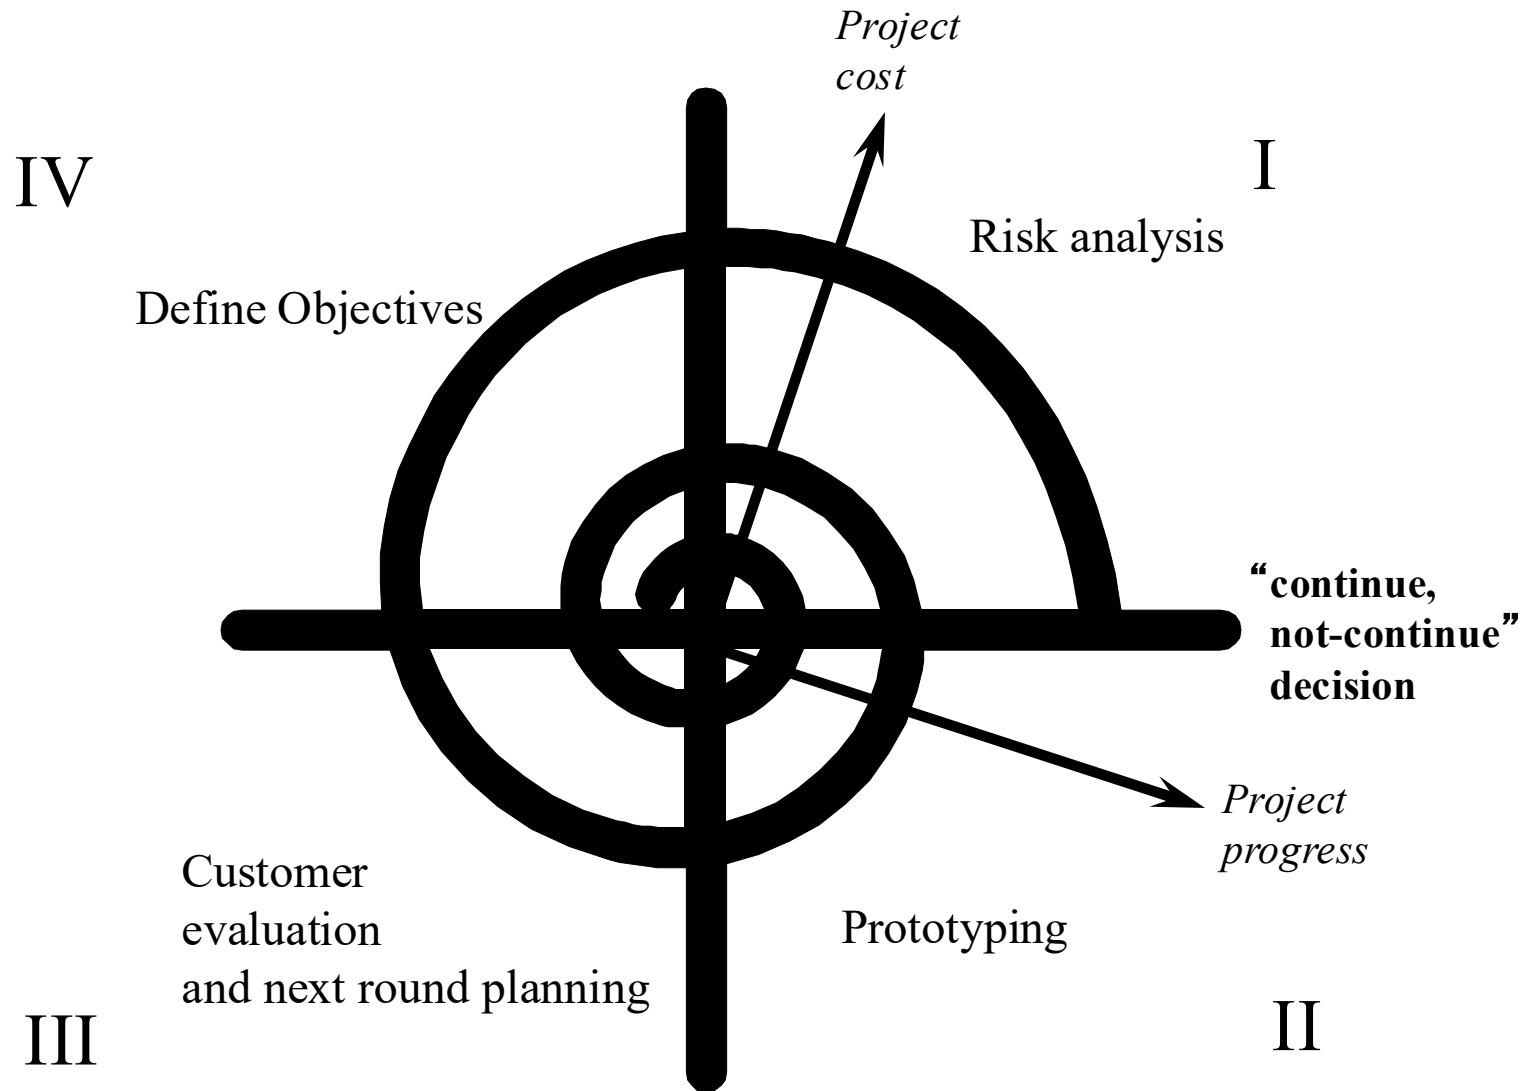 Project
cost
IV
I
Risk analysis
Define Objectives
“continue,
not-continue”
decision
Project
progress
Customer
evaluation
and next round planning
Prototyping
III
II